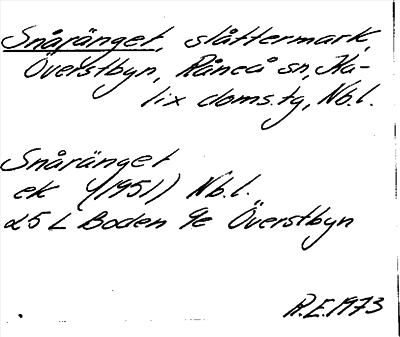 Snåränget, slåttermark,
Överstbyn, Råneå sn, Ka-
lix doms.tg, Nb.l.
Snåränget
ek (1951) Nb.l.
25 L Boden 9e Överstbyn
R.E. 1973